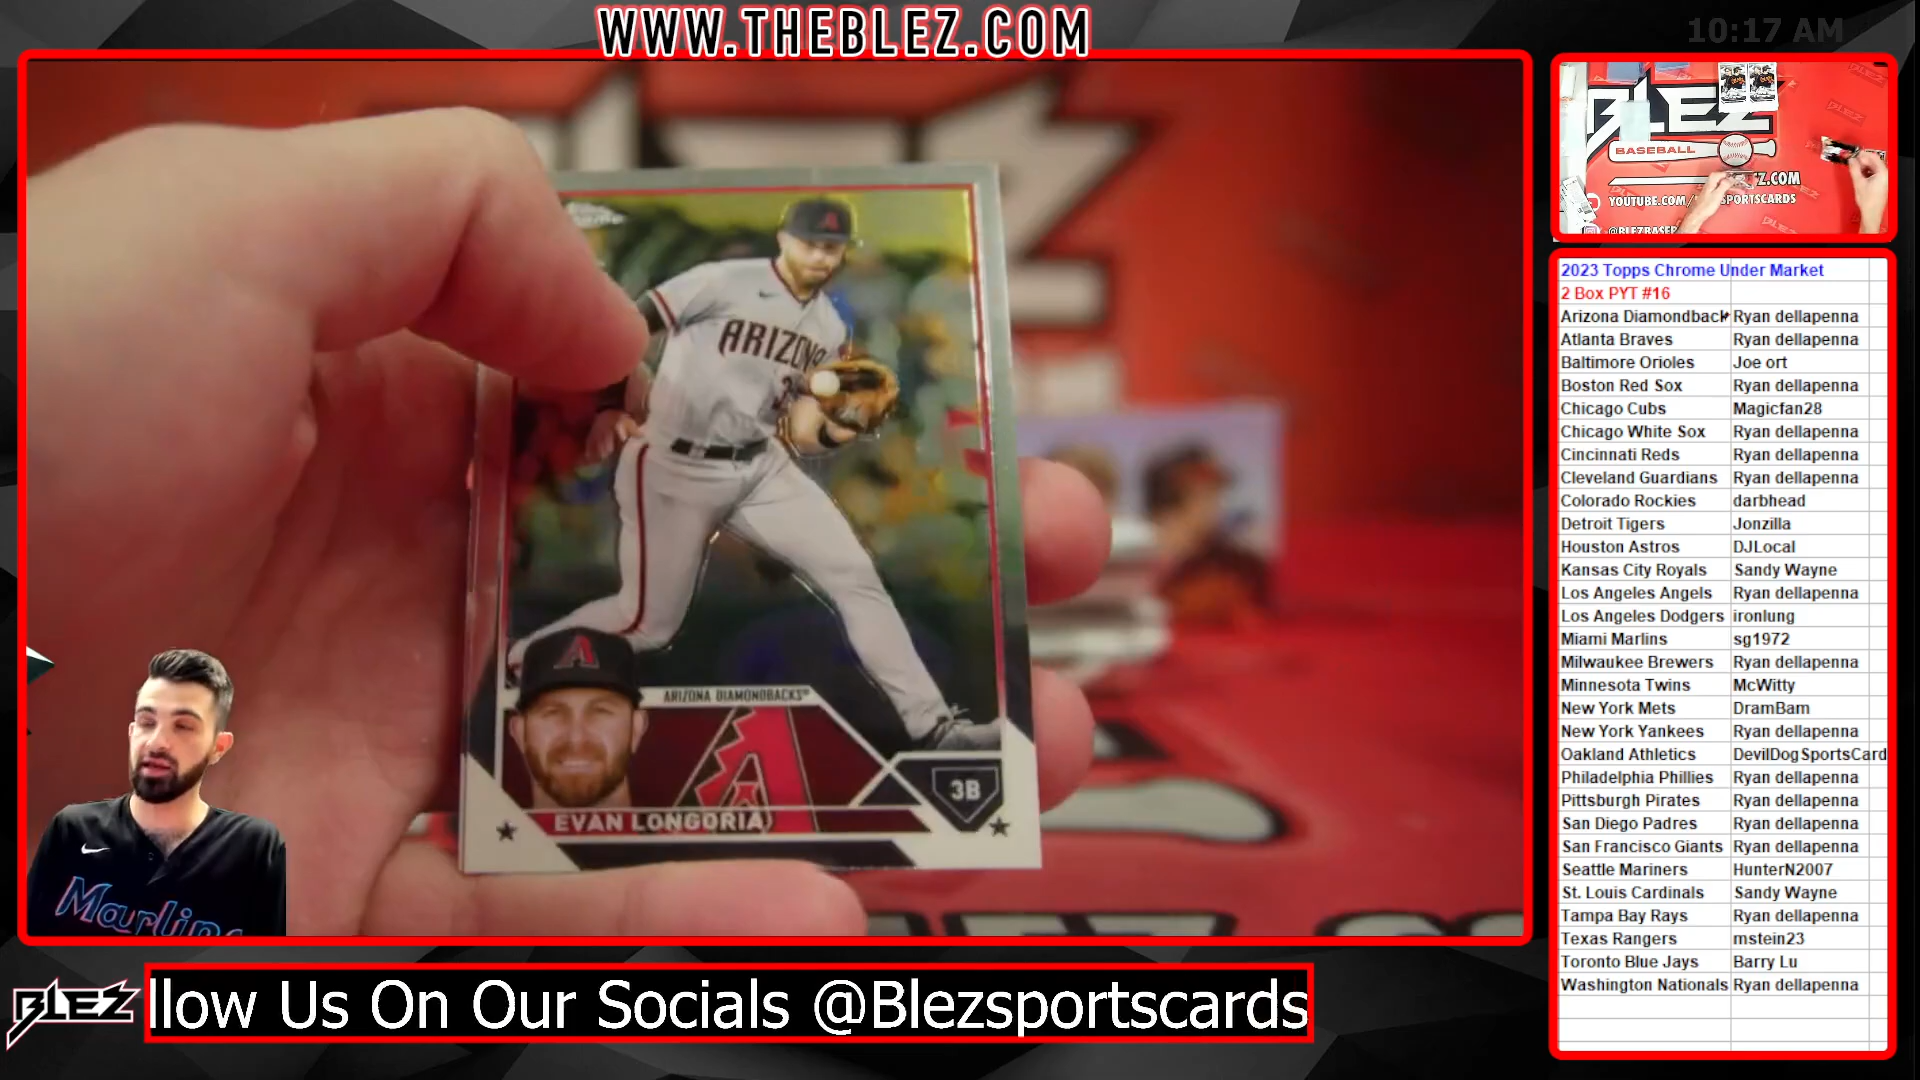 WWW.THEBLEZ.COM
10:17 AM
ARIZONA
ARIZONA DIAMONDBACKS
3B
EVAN LONGORIA
Marlins
BLEZ
BASEBALL
Z.COM
YOUTUBE.COM/
SPORTSCARDS
2023 Topps Chrome Under Market
2 Box PYT #16
Arizona Diamondback Ryan dellapenna
Atlanta Braves Ryan dellapenna
Baltimore Orioles Joe ort
Boston Red Sox Ryan dellapenna
Chicago Cubs Magicfan28
Chicago White Sox Ryan dellapenna
Cincinnati Reds Ryan dellapenna
Cleveland Guardians Ryan dellapenna
Colorado Rockies darbhead
Detroit Tigers Jonzilla
Houston Astros DJLocal
Kansas City Royals Sandy Wayne
Los Angeles Angels Ryan dellapenna
Los Angeles Dodgers ironlung
Miami Marlins sg1972
Milwaukee Brewers Ryan dellapenna
Minnesota Twins McWitty
New York Mets DramBam
New York Yankees Ryan dellapenna
Oakland Athletics DevilDogSportsCard
Philadelphia Phillies Ryan dellapenna
Pittsburgh Pirates Ryan dellapenna
San Diego Padres Ryan dellapenna
San Francisco Giants Ryan dellapenna
Seattle Mariners HunterN2007
St. Louis Cardinals Sandy Wayne
Tampa Bay Rays Ryan dellapenna
Texas Rangers mstein23
Toronto Blue Jays Barry Lu
Washington Nationals Ryan dellapenna
BLEZ
llow Us On Our Socials @Blezsportscards